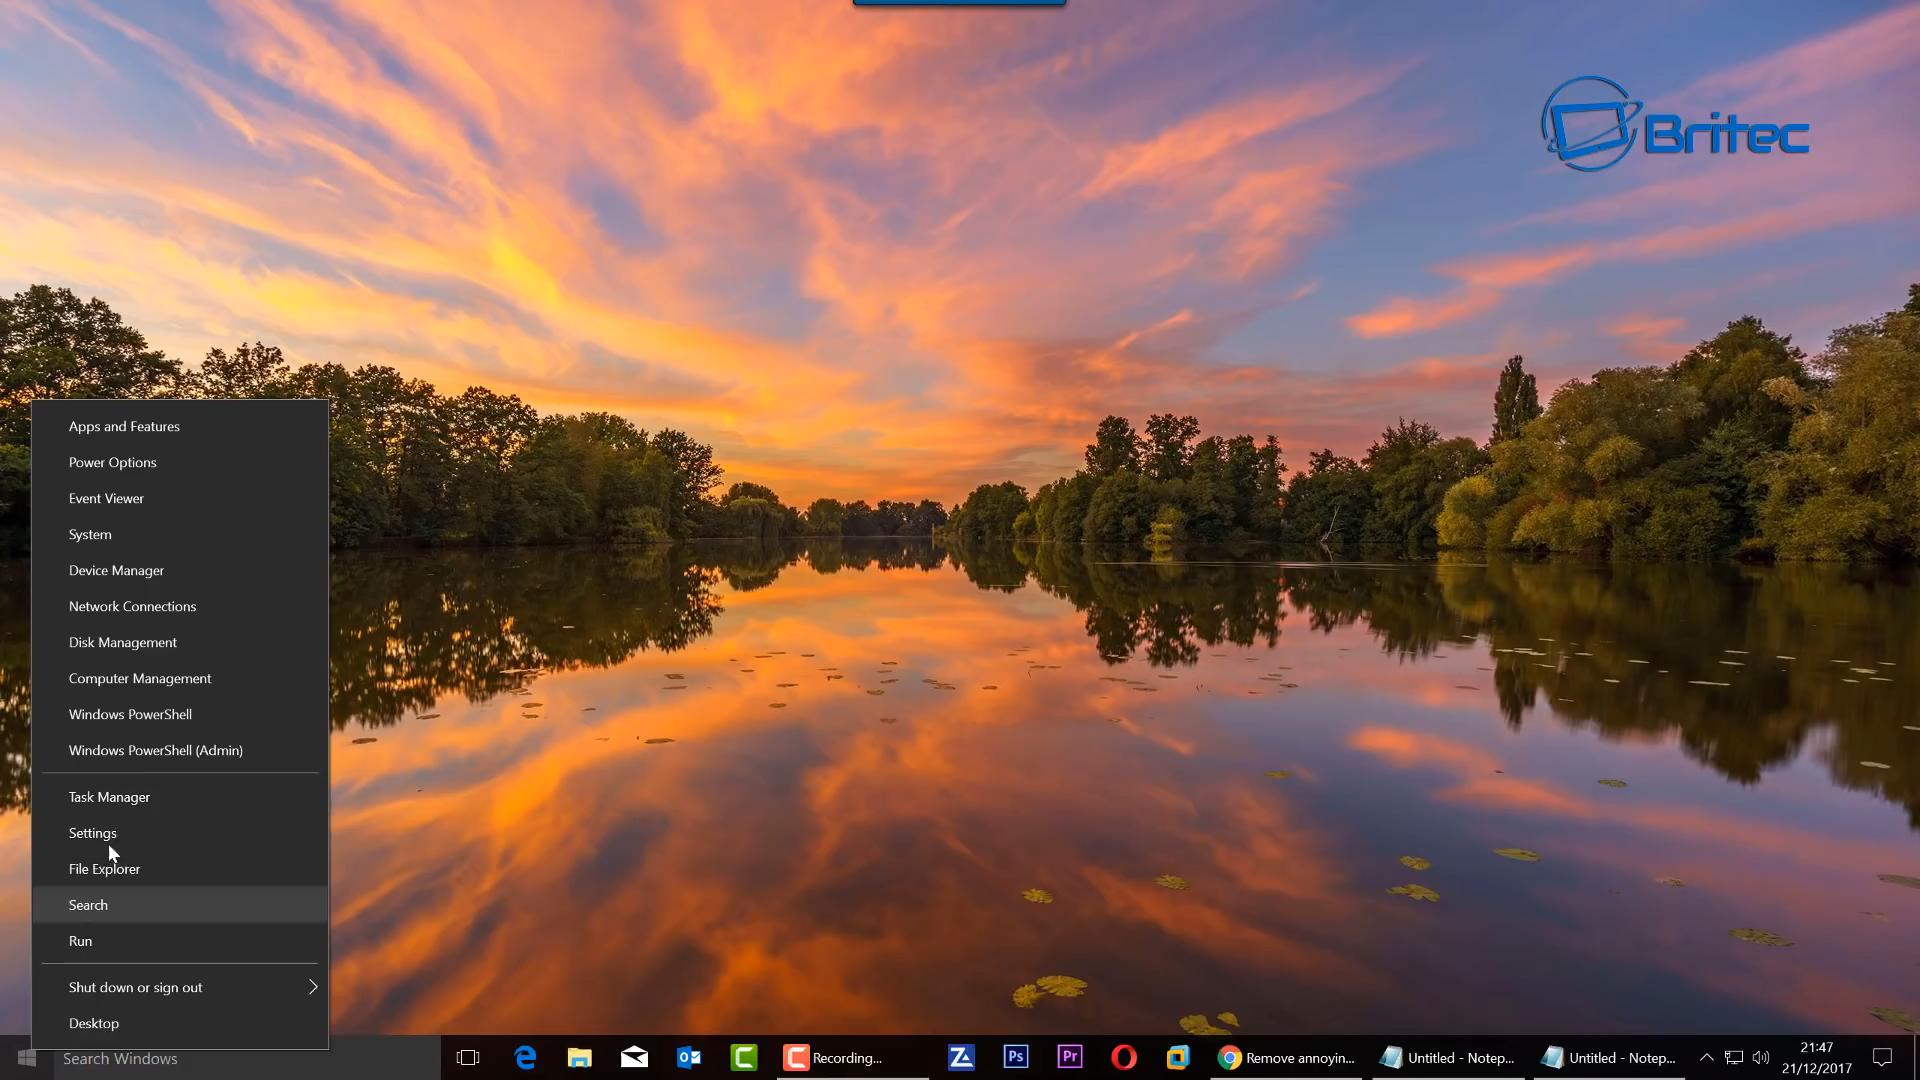 Britec
Apps and Features
Power Options
Event Viewer
System
Device Manager
Network Connections
Disk Management
Computer Management
Windows PowerShell
Windows PowerShell (Admin)
Task Manager
Settings
File Explorer
Search
Run
Shut down or sign out
Desktop
Search Windows
Recording...
Z
Ps
Pr
Remove annoyin...
Untitled - Notep...
Untitled - Notep...
21:47
21/12/2017